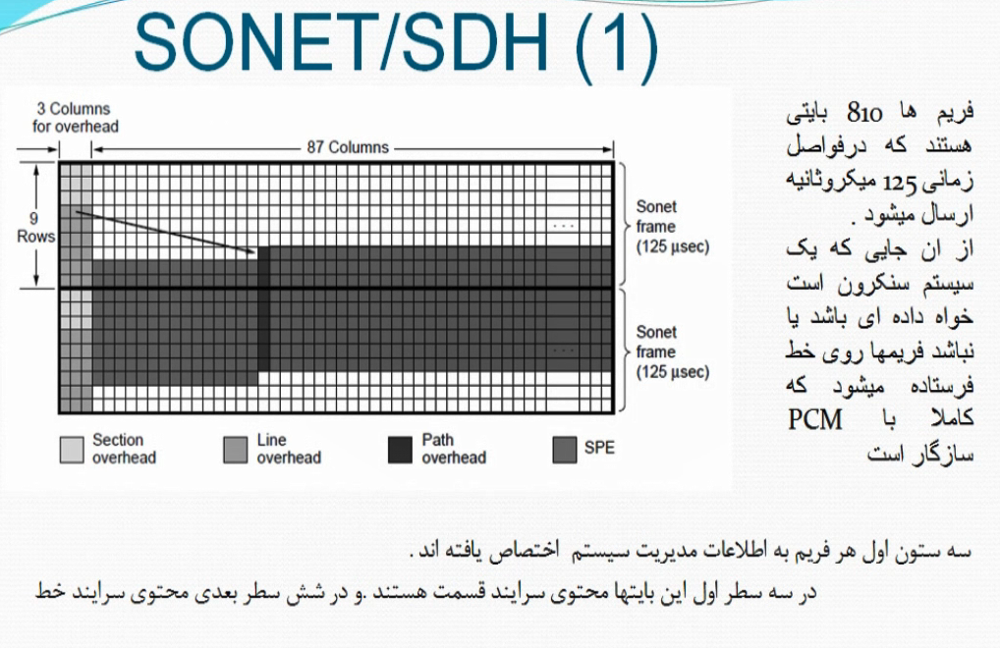 SONET/SDH (1)
3 Columns
for overhead
87 Columns
9
Rows
. . .
Sonet
frame
(125 µsec)
. . .
Sonet
frame
(125 µsec)
Section
overhead
Line
overhead
Path
overhead
SPE
فریم ها 810 بایتی
هستند که درفواصل
زمانی 125 میکروثانیه
ارسال میشود .
از ان جایی که یک
سیستم سنکرون است
خواه داده ای باشد یا
نباشد فریمها روی خط
فرستاده میشود که
کاملا با PCM
سازگار است
سه ستون اول هر فریم به اطلاعات مدیریت سیستم اختصاص یافته اند .
در سه سطر اول این بایتها محتوی سرایند قسمت هستند .و در شش سطر بعدی محتوی سرایند خط